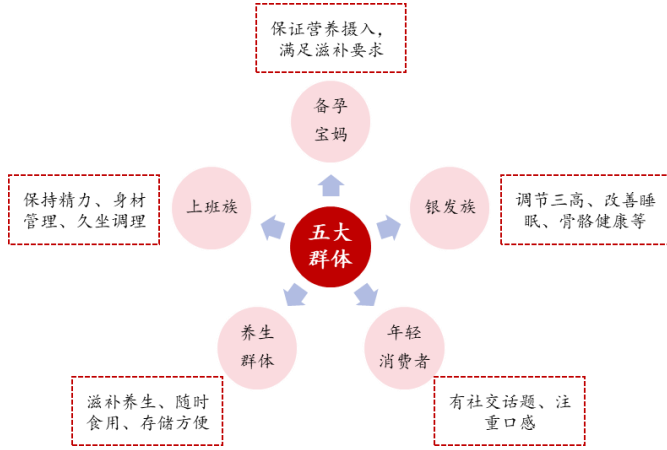 保证营养摄入，
满足滋补要求
备孕
宝妈
保持精力、身材
管理、久坐调理
上班族
银发族
调节三高、改善睡
眠、骨骼健康等
五大
群体
养生
群体
年轻
消费者
滋补养生、随时
食用、存储方便
有社交话题、注
重口感